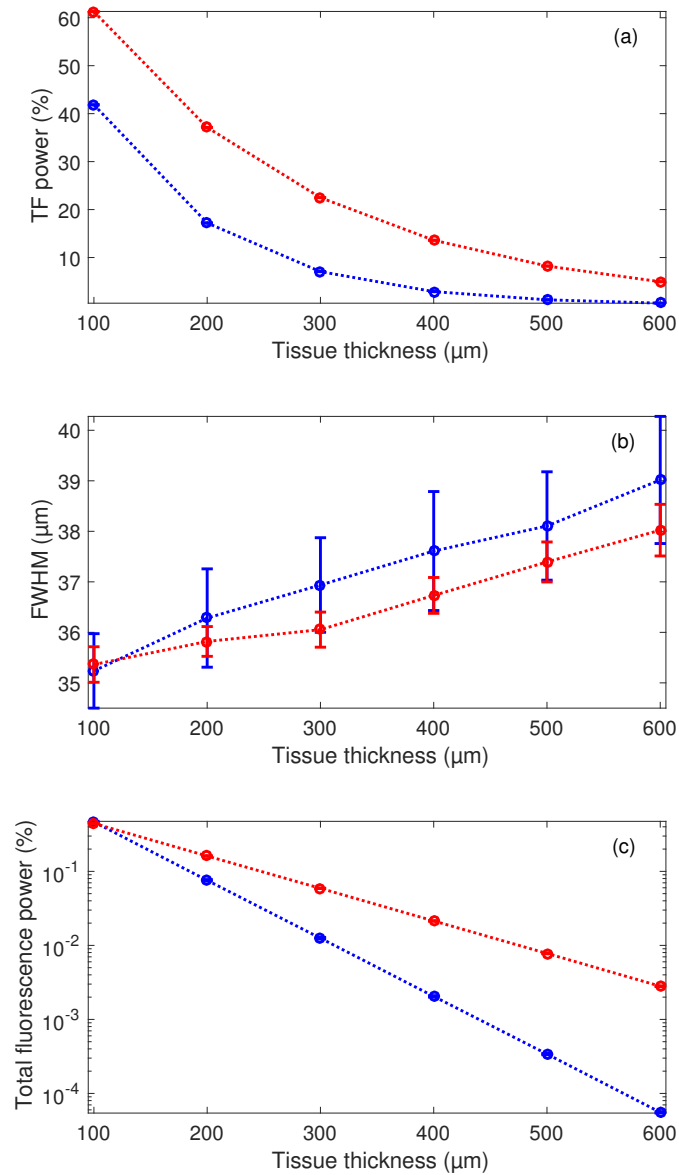 60
50
40
30
20
10
TF power (%)
(a)
100 200 300 400 500 600
Tissue thickness (μm)
40
39
38
37
36
35
FWHM (μm)
(b)
100 200 300 400 500 600
Tissue thickness (μm)
10⁻¹
10⁻²
10⁻³
10⁻⁴
Total fluorescence power (%)
(c)
100 200 300 400 500 600
Tissue thickness (μm)